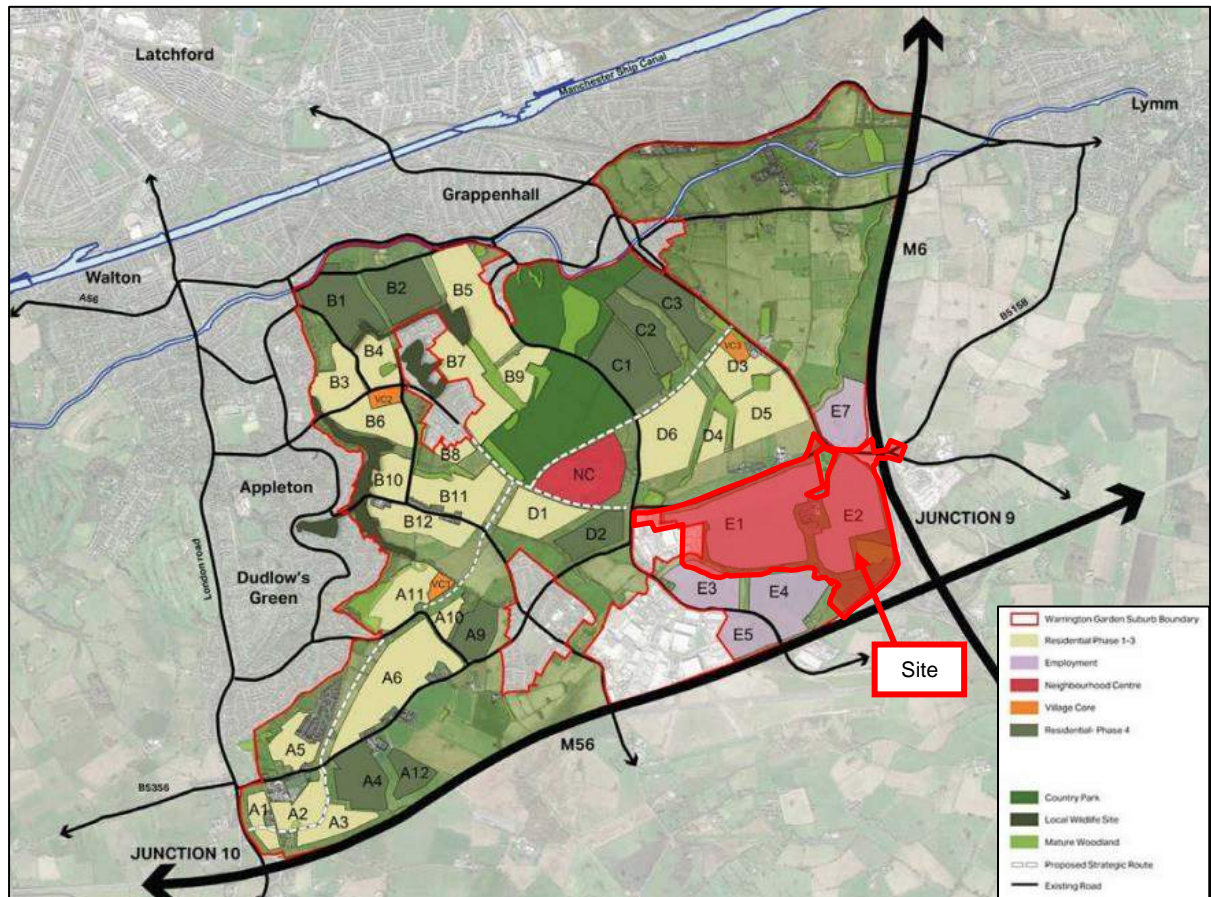 Latchford
Manchester Ship Canal
Lymm
Grappenhall
M6
Walton
A56
B5158
B1
B2
B5
C3
C2
B4
B7
C1
VC3
B3
B9
D3
VC2
D5
E7
B6
D6
D4
B8
NC
Appleton
B10
B11
E1
E2
JUNCTION 9
B12
D1
D2
London road
Dudlow's
Green
VC1
A11
E3
E4
A10
A9
E5
Site
A6
M56
A5
A4
A12
B5356
A1
A2
A3
JUNCTION 10
Warrington Garden Suburb Boundary
Residential Phase 1-3
Employment
Neighbourhood Centre
Village Core
Residential- Phase 4
Country Park
Local Wildlife Site
Mature Woodland
Proposed Strategic Route
Existing Road